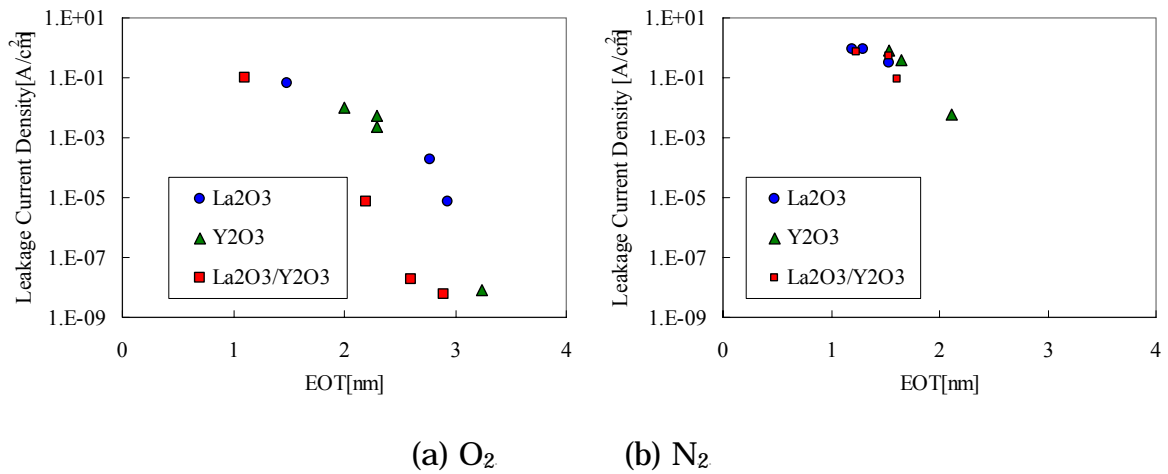 1.E+01
1.E-01
1.E-03
1.E-05
1.E-07
1.E-09
Leakage Current Density[A/cm2]
La2O3
Y2O3
La2O3/Y2O3
0 1 2 3 4
EOT[nm]
1.E+01
1.E-01
1.E-03
1.E-05
1.E-07
1.E-09
Leakage Current Density [A/cm2]
La2O3
Y2O3
La2O3/Y2O3
0 1 2 3 4
EOT[nm]
(a) O2 (b) N2